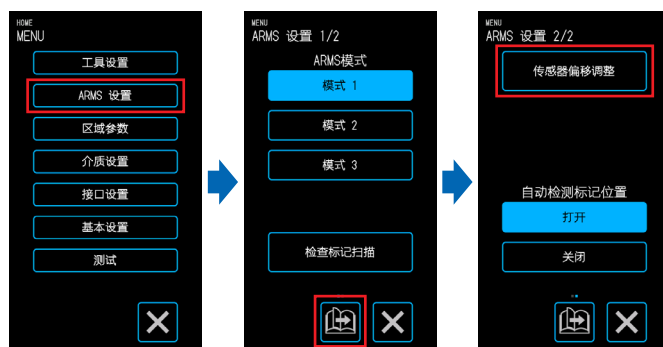 HOME
MENU
工具设置
ARMS 设置
区域参数
介质设置
接口设置
基本设置
测试
MENU
ARMS 设置 1/2
ARMS模式
模式 1
模式 2
模式 3
检查标记扫描
MENU
ARMS 设置 2/2
传感器偏移调整
自动检测标记位置
打开
关闭